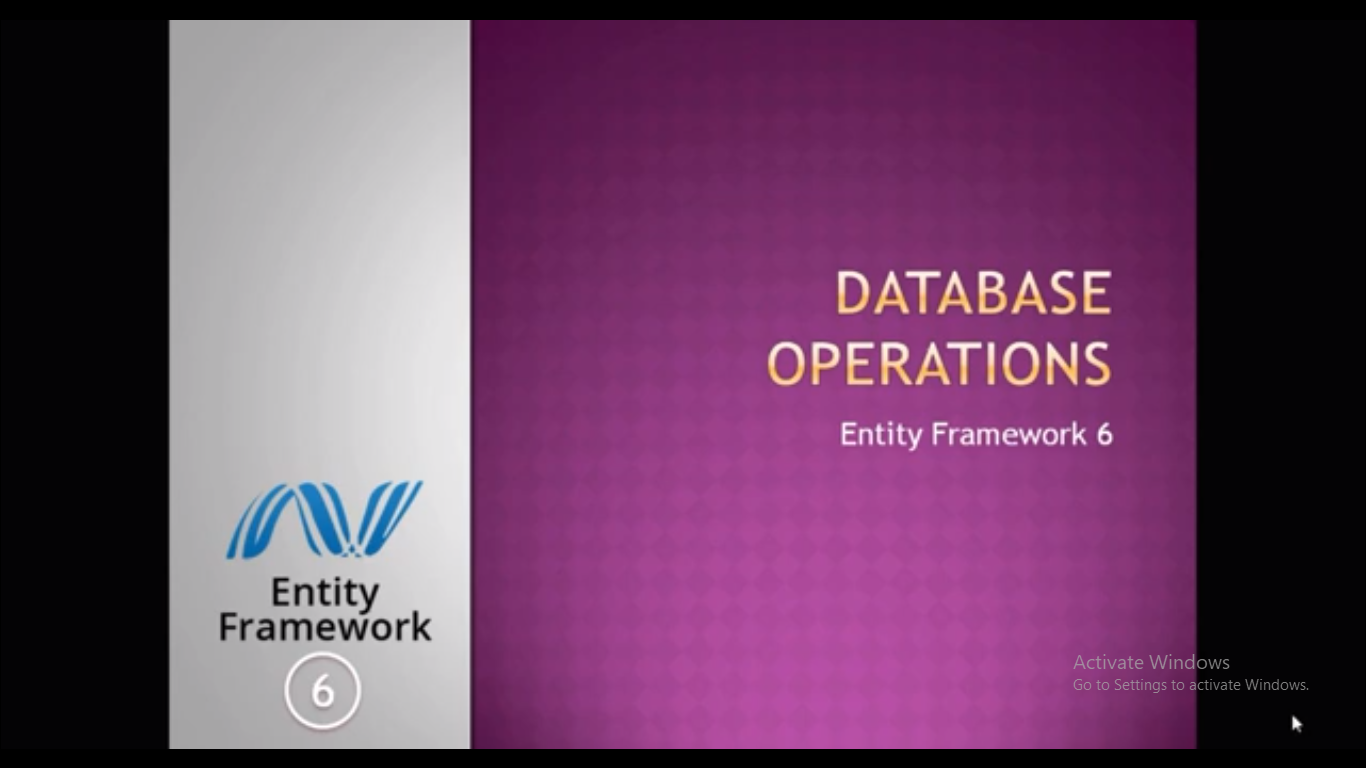 DATABASE
OPERATIONS
Entity Framework 6
Entity
Framework
6
Activate Windows
Go to Settings to activate Windows.